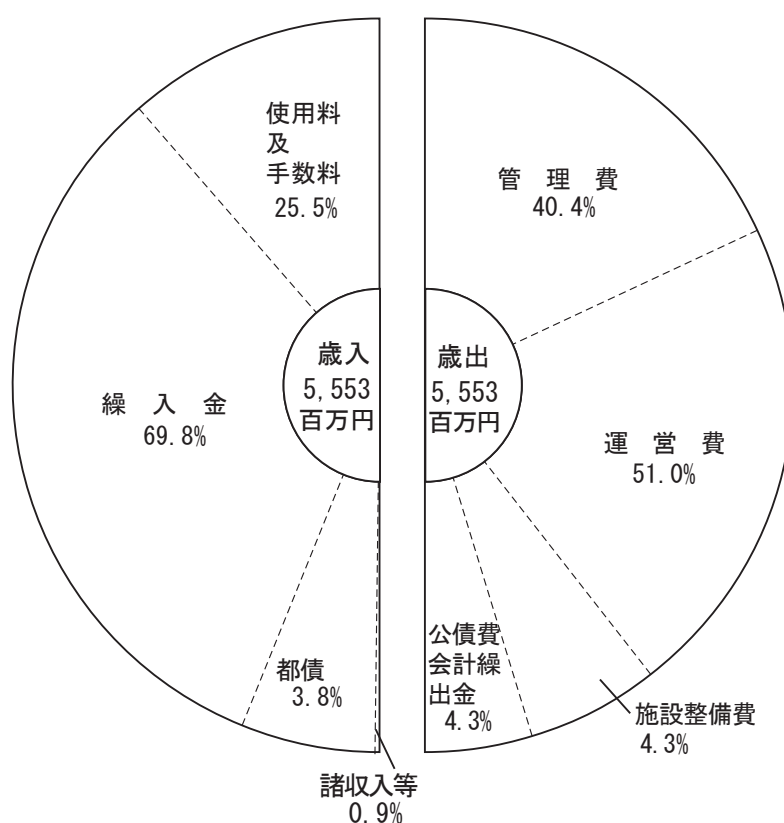 使用料
及
手数料
25.5%
繰　入　金
69.8%
都債
3.8%
諸収入等
0.9%
歳入
5,553
百万円
歳出
5,553
百万円
管　理　費
40.4%
運　営　費
51.0%
施設整備費
4.3%
公債費
会計繰
出金
4.3%